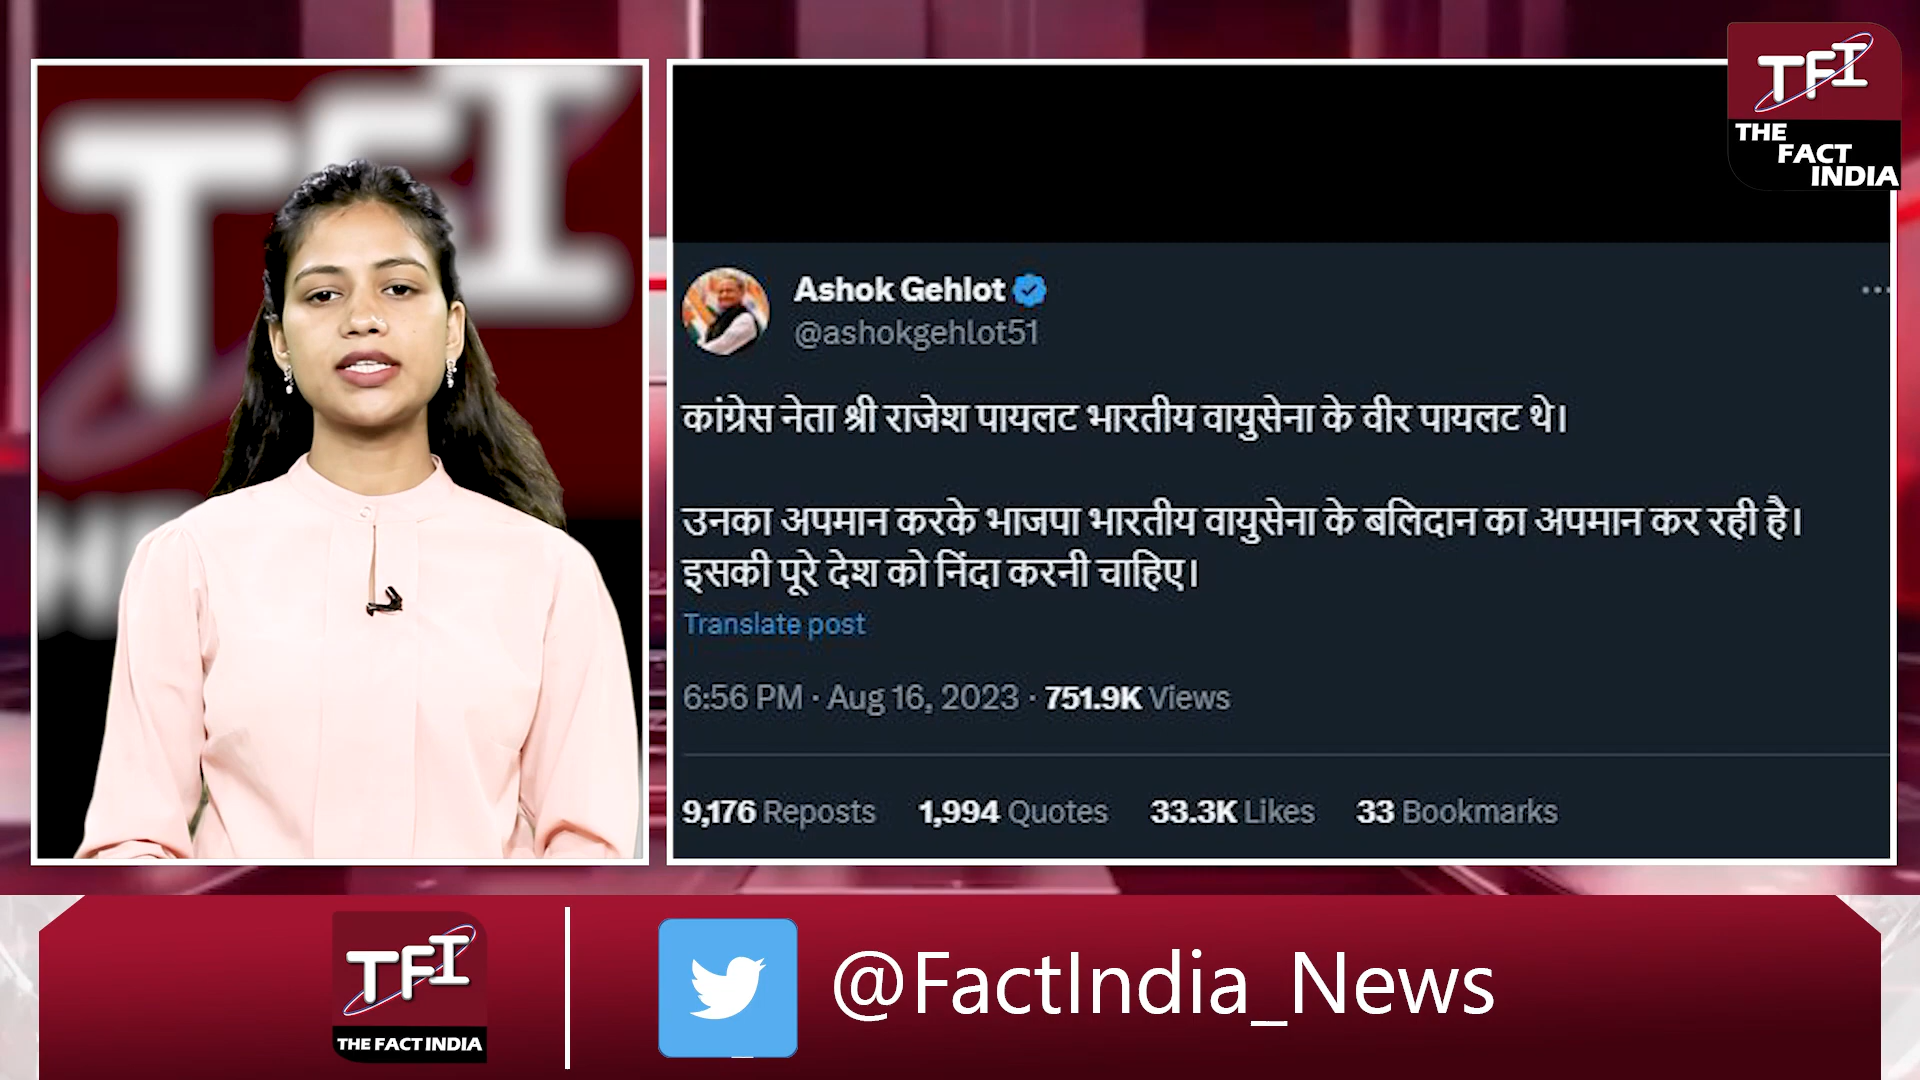 TFI
THE
FACT
INDIA
Ashok Gehlot
@ashokgehlot51
कांग्रेस नेता श्री राजेश पायलट भारतीय वायुसेना के वीर पायलट थे।
उनका अपमान करके भाजपा भारतीय वायुसेना के बलिदान का अपमान कर रही है।
इसकी पूरे देश को निंदा करनी चाहिए।
Translate post
6:56 PM · Aug 16, 2023 · 751.9K Views
9,176 Reposts 1,994 Quotes 33.3K Likes 33 Bookmarks
TFI
THE FACT INDIA
@FactIndia_News